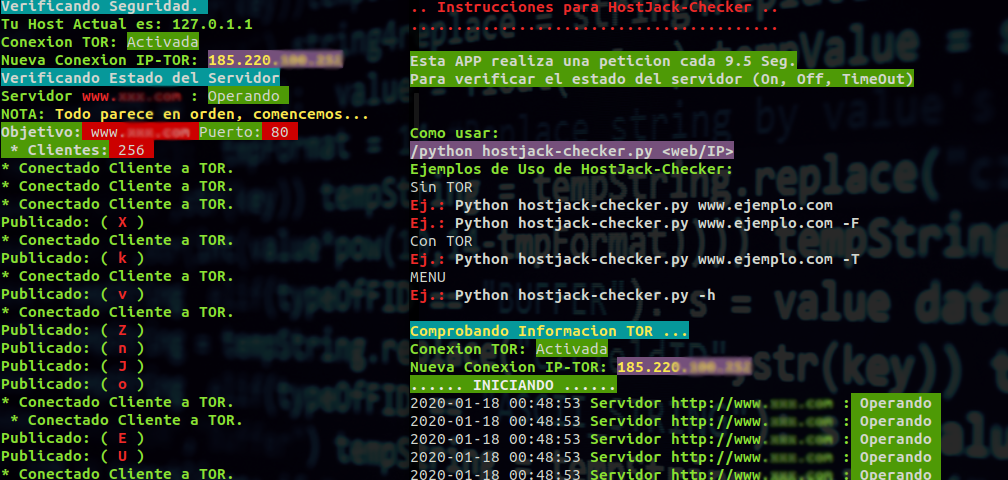 Verificando Seguridad.
Tu Host Actual es: 127.0.1.1
Conexion TOR: Activada
Nueva Conexion IP-TOR: 185.220.
Verificando Estado del Servidor
Servidor www. : Operando
NOTA: Todo parece en orden, comencemos...
Objetivo: www. Puerto: 80
* Clientes: 256
* Conectado Cliente a TOR.
* Conectado Cliente a TOR.
* Conectado Cliente a TOR.
Publicado: ( X )
* Conectado Cliente a TOR.
Publicado: ( k )
* Conectado Cliente a TOR.
Publicado: ( v )
* Conectado Cliente a TOR.
Publicado: ( Z )
Publicado: ( n )
Publicado: ( J )
Publicado: ( o )
* Conectado Cliente a TOR.
* Conectado Cliente a TOR.
Publicado: ( E )
Publicado: ( U )
* Conectado Cliente a TOR.
.. Instrucciones para HostJack-Checker ..
.........................................
Esta APP realiza una peticion cada 9.5 Seg.
Para verificar el estado del servidor (On, Off, TimeOut)
Como usar:
/python hostjack-checker.py <web/IP>
Ejemplos de Uso de HostJack-Checker:
Sin TOR
Ej.: Python hostjack-checker.py www.ejemplo.com
Ej.: Python hostjack-checker.py www.ejemplo.com -F
Con TOR
Ej.: Python hostjack-checker.py www.ejemplo.com -T
MENU
Ej.: Python hostjack-checker.py -h
Comprobando Informacion TOR ...
Conexion TOR: Activada
Nueva Conexion IP-TOR: 185.220.
...... INICIANDO ......
2020-01-18 00:48:53 Servidor http://www. : Operando
2020-01-18 00:48:53 Servidor http://www. : Operando
2020-01-18 00:48:53 Servidor http://www. : Operando
2020-01-18 00:48:53 Servidor http://www. : Operando
2020-01-18 00:48:53 Servidor http://www. : Operando